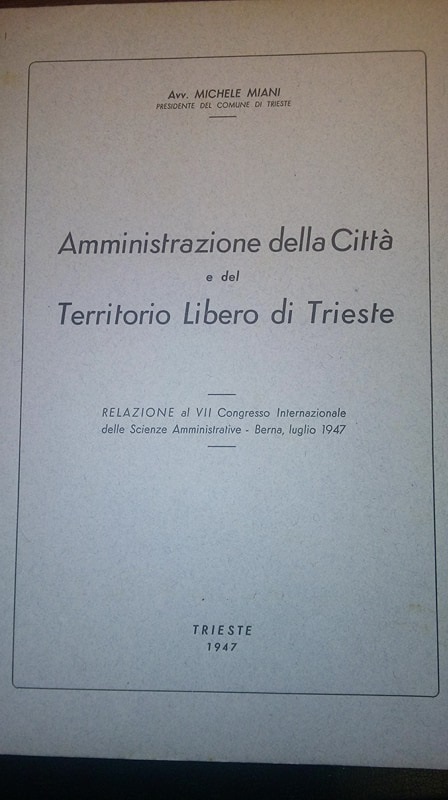 Avv. MICHELE MIANI
PRESIDENTE DEL COMUNE DI TRIESTE
Amministrazione della Città
e del
Territorio Libero di Trieste
RELAZIONE al VII Congresso Internazionale
delle Scienze Amministrative - Berna, luglio 1947
TRIESTE
1947